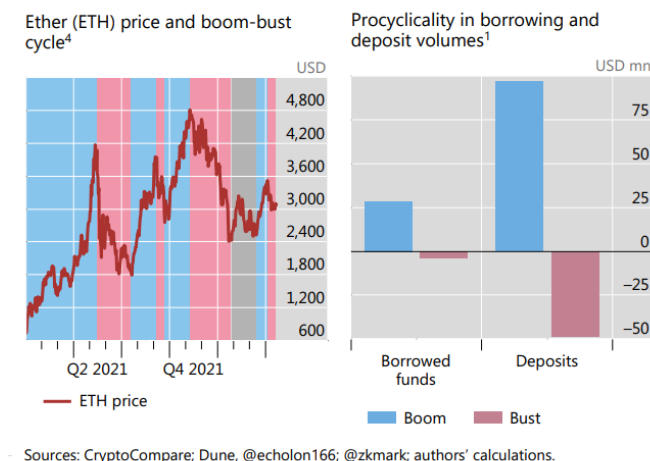 Ether (ETH) price and boom-bust
cycle4
USD
4,800
4,200
3,600
3,000
2,400
1,800
1,200
600
Q2 2021 Q4 2021
ETH price
Procyclicality in borrowing and
deposit volumes1
USD mn
75
50
25
0
−25
−50
Borrowed
funds
Deposits
Boom Bust
Sources: CryptoCompare; Dune, @echolon166; @zkmark; authors’ calculations.